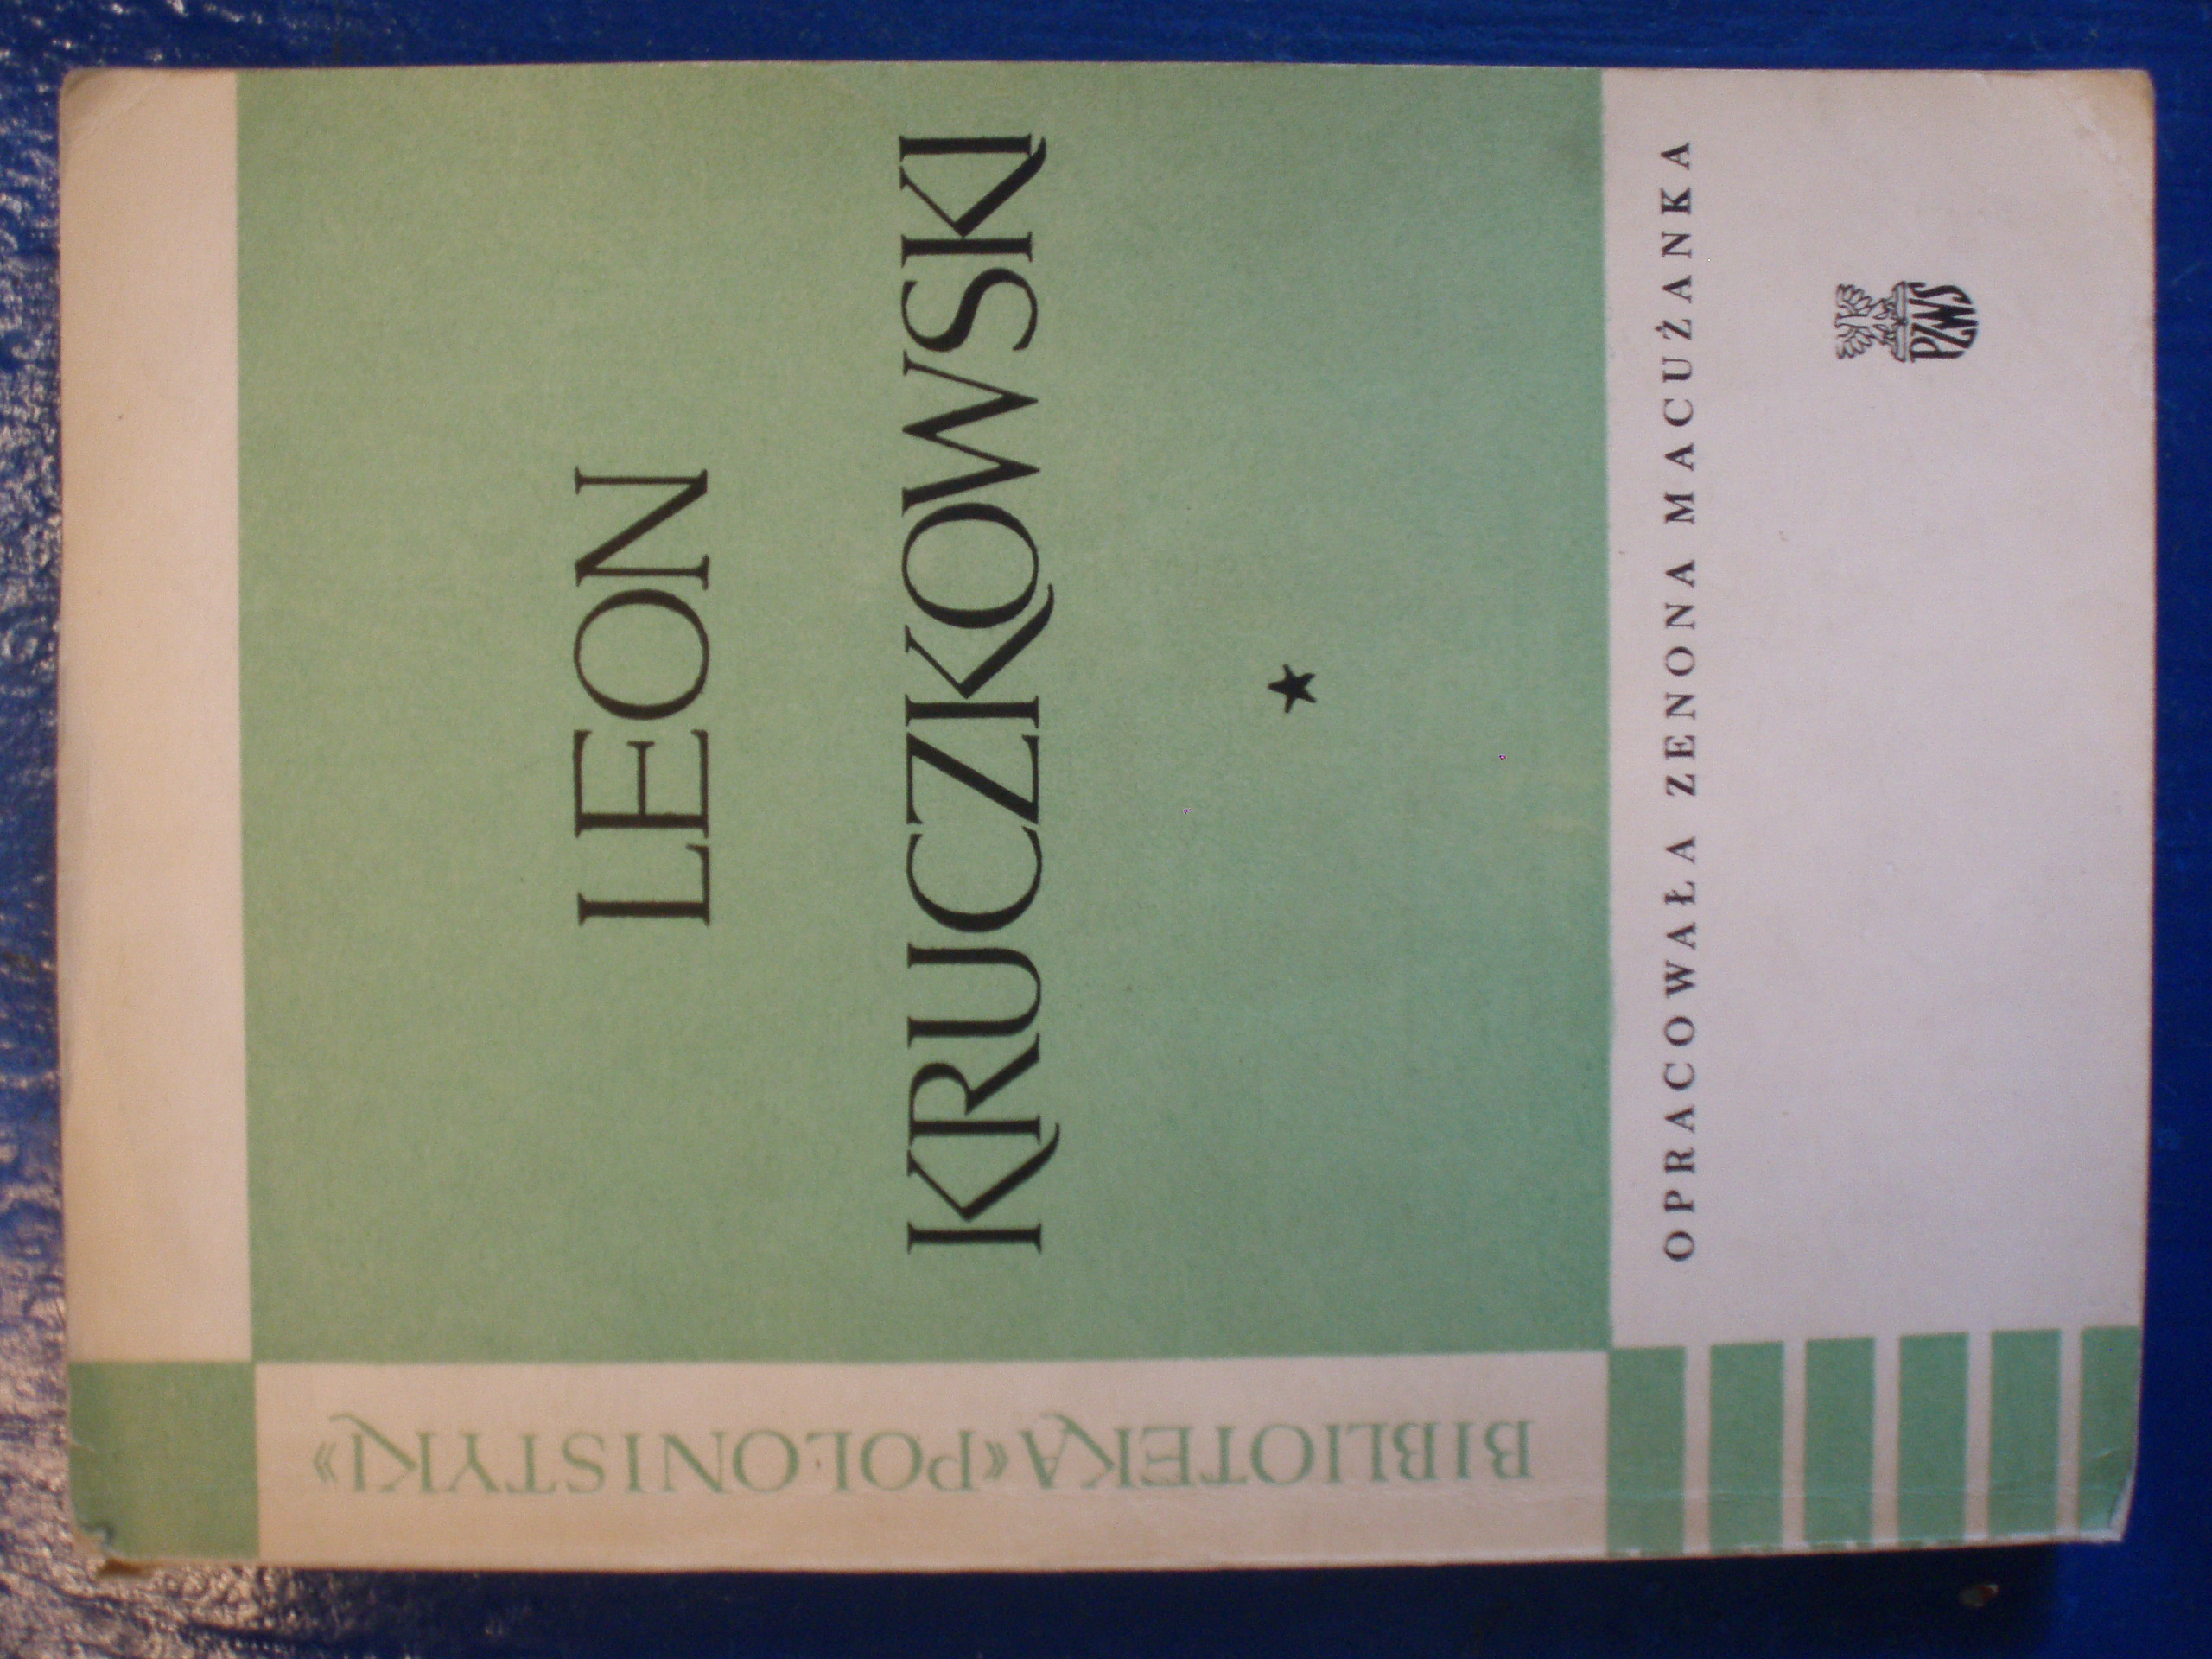 LEON
KRUCZKOWSKI
OPRACOWAŁA ZENONA MACUŻANKA
PZWS
BIBLIOTEKA «POLONISTYKI»